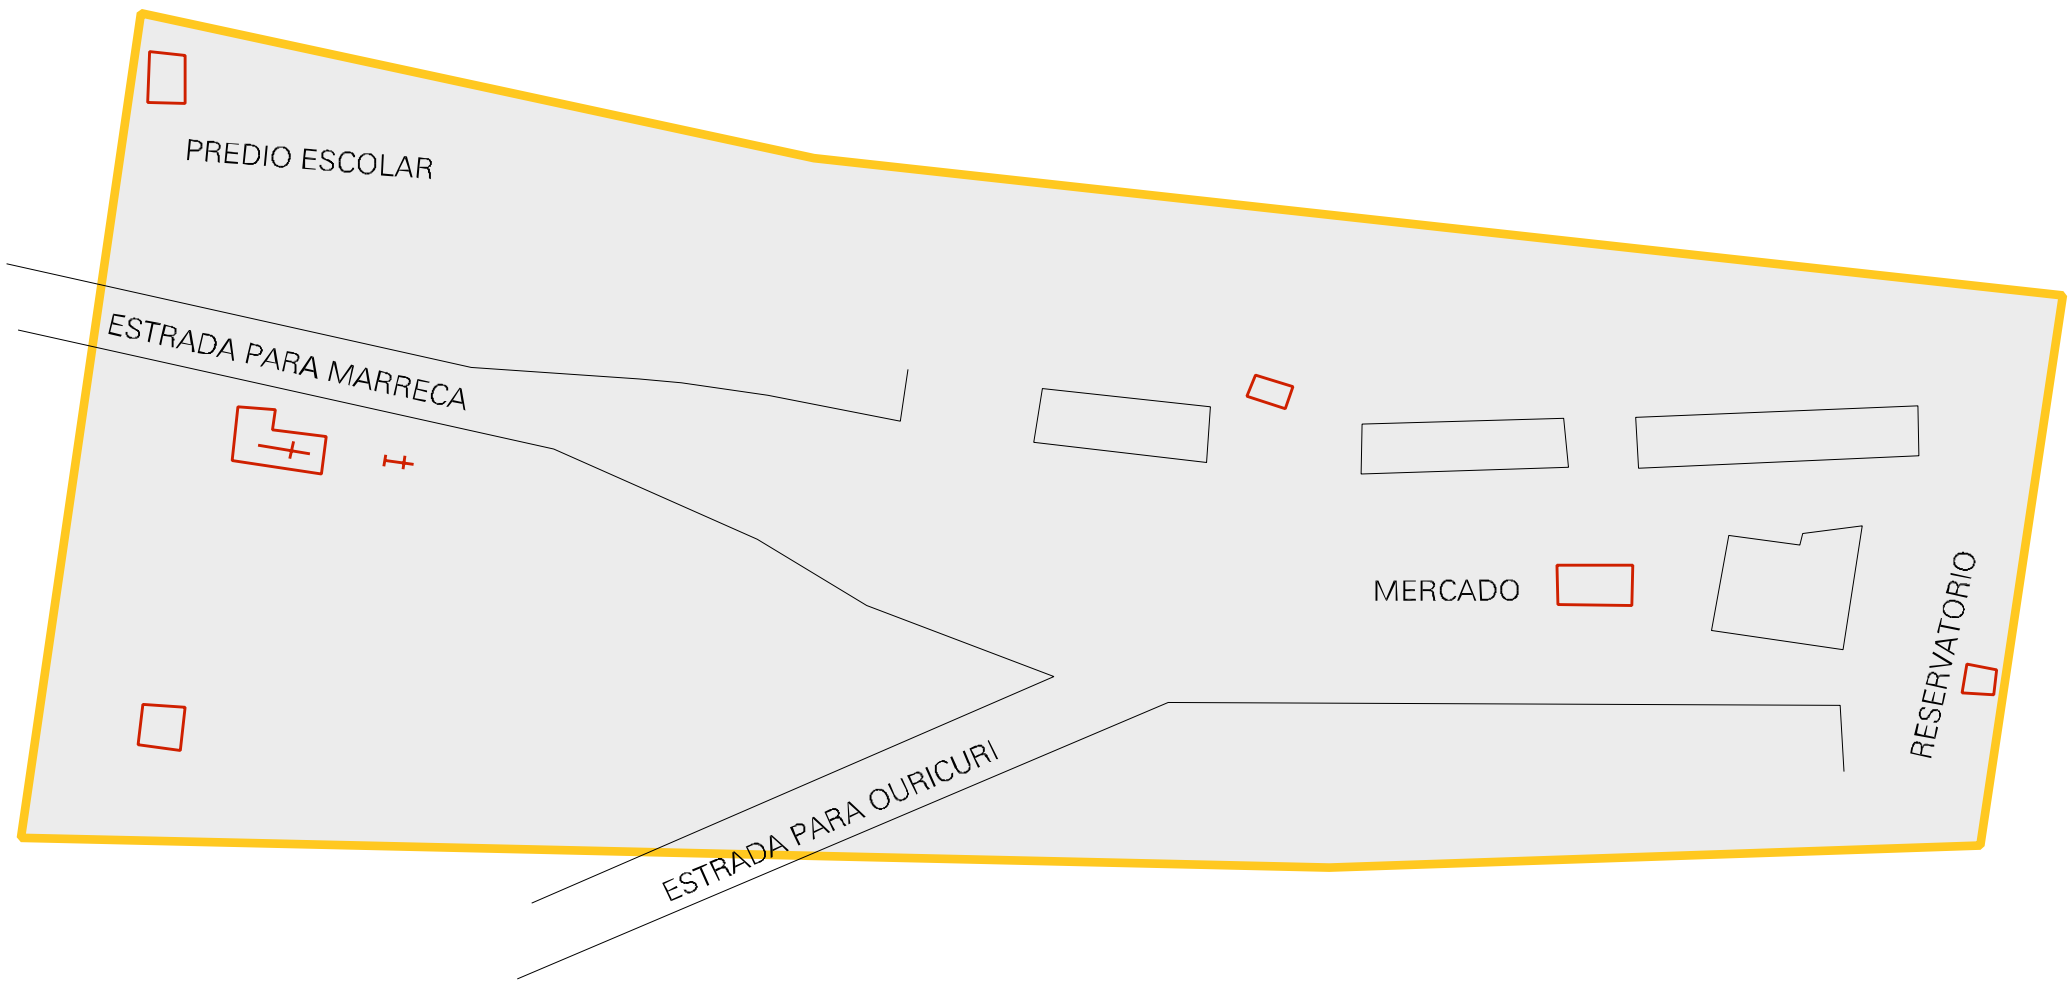 PREDIO ESCOLAR
ESTRADA PARA MARRECA
MERCADO
RESERVATORIO
ESTRADA PARA OURICURI